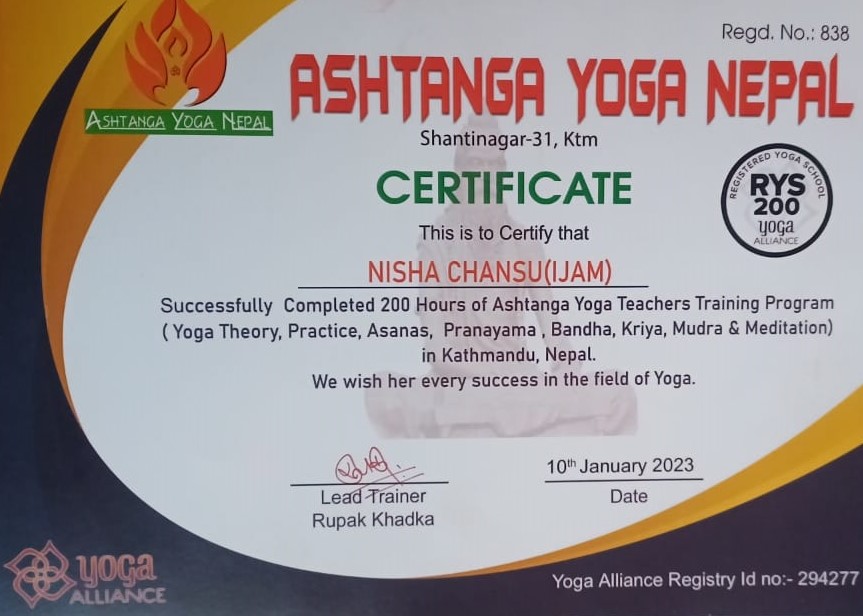 Regd. No.: 838
ASHTANGA YOGA NEPAL
ASHTANGA YOGA NEPAL
Shantinagar-31, Ktm
CERTIFICATE
REGISTERED YOGA SCHOOL
RYS
200
yoga
ALLIANCE
This is to Certify that
NISHA CHANSU(IJAM)
Successfully Completed 200 Hours of Ashtanga Yoga Teachers Training Program
( Yoga Theory, Practice, Asanas, Pranayama , Bandha, Kriya, Mudra & Meditation)
in Kathmandu, Nepal.
We wish her every success in the field of Yoga.
10th January 2023
Lead Trainer
Date
Rupak Khadka
yoga
ALLIANCE
Yoga Alliance Registry Id no:- 294277